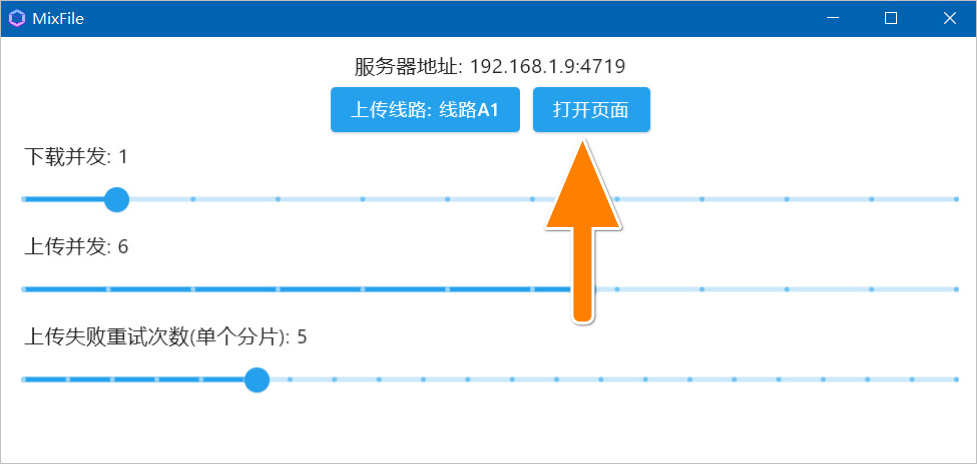 MixFile
服务器地址: 192.168.1.9:4719
上传线路: 线路A1 打开页面
下载并发: 1
上传并发: 6
上传失败重试次数(单个分片): 5